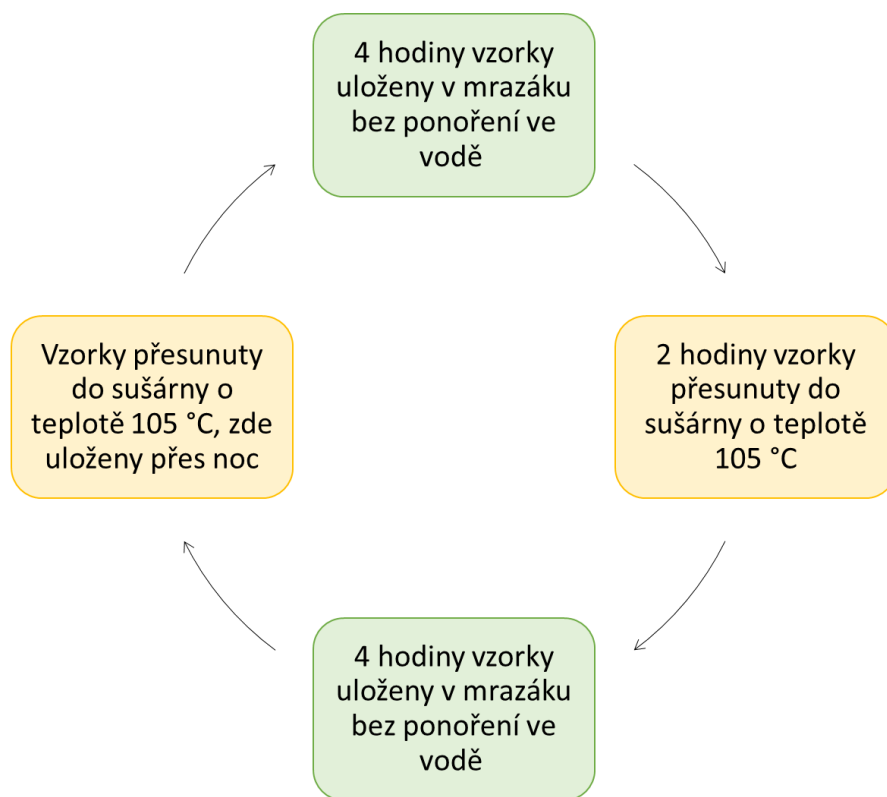 4 hodiny vzorky
uloženy v mrazáku
bez ponoření ve
vodě
2 hodiny vzorky
přesunuty do
sušárny o teplotě
105 °C
4 hodiny vzorky
uloženy v mrazáku
bez ponoření ve
vodě
Vzorky přesunuty
do sušárny o
teplotě 105 °C, zde
uloženy přes noc